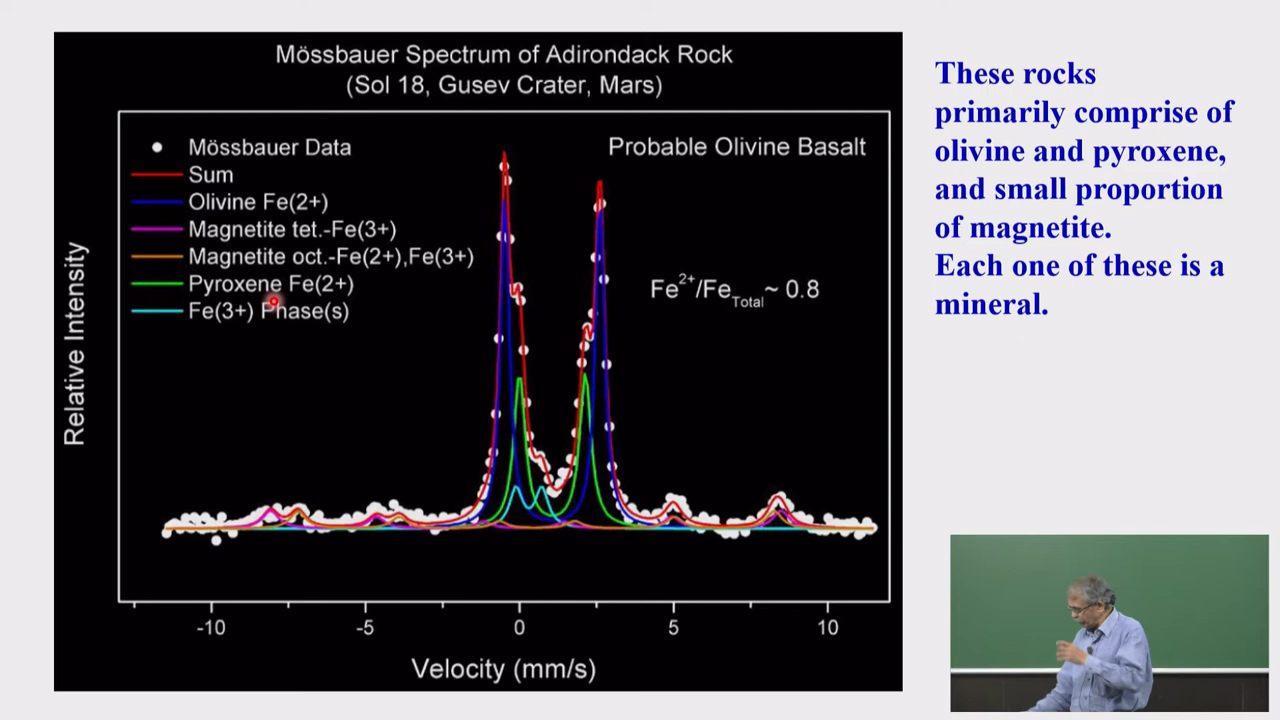 Mössbauer Spectrum of Adirondack Rock
(Sol 18, Gusev Crater, Mars)
Mössbauer Data
Sum
Olivine Fe(2+)
Magnetite tet.-Fe(3+)
Magnetite oct.-Fe(2+),Fe(3+)
Pyroxene Fe(2+)
Fe(3+) Phase(s)
Probable Olivine Basalt
Fe²⁺/Fe_Total~ 0.8
Relative Intensity
-10 -5 0 5 10
Velocity (mm/s)
These rocks
primarily comprise of
olivine and pyroxene,
and small proportion
of magnetite.
Each one of these is a
mineral.